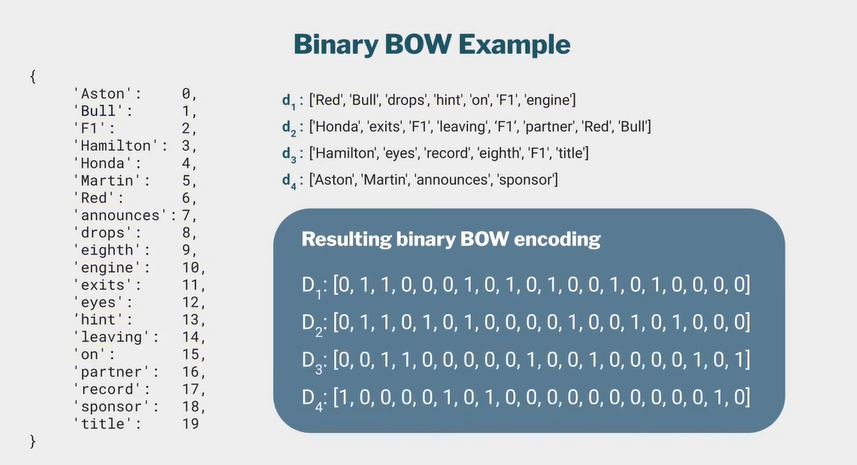 Binary BOW Example
{
'Aston': 0,
'Bull': 1,
'F1': 2,
'Hamilton': 3,
'Honda': 4,
'Martin': 5,
'Red': 6,
'announces': 7,
'drops': 8,
'eighth': 9,
'engine': 10,
'exits': 11,
'eyes': 12,
'hint': 13,
'leaving': 14,
'on': 15,
'partner': 16,
'record': 17,
'sponsor': 18,
'title': 19
}
d1: ['Red', 'Bull', 'drops', 'hint', 'on', 'F1', 'engine']
d2: ['Honda', 'exits', 'F1', 'leaving', ‘F1’, 'partner', 'Red', 'Bull']
d3: ['Hamilton', 'eyes', 'record', 'eighth', 'F1', 'title']
d4: ['Aston', 'Martin', 'announces', 'sponsor']
Resulting binary BOW encoding
D1: [0, 1, 1, 0, 0, 0, 1, 0, 1, 0, 1, 0, 0, 1, 0, 1, 0, 0, 0, 0]
D2: [0, 1, 1, 0, 1, 0, 1, 0, 0, 0, 0, 1, 0, 0, 1, 0, 1, 0, 0, 0]
D3: [0, 0, 1, 1, 0, 0, 0, 0, 0, 1, 0, 0, 1, 0, 0, 0, 0, 1, 0, 1]
D4: [1, 0, 0, 0, 0, 1, 0, 1, 0, 0, 0, 0, 0, 0, 0, 0, 0, 0, 1, 0]